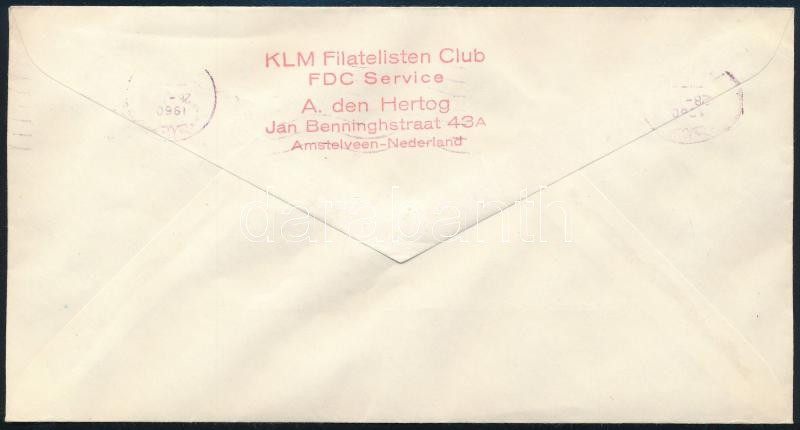 KLM Filatelisten Club
FDC Service
A. den Hertog
Jan Benninghstraat 43A
Amstelveen-Nederland
1960
darabanth